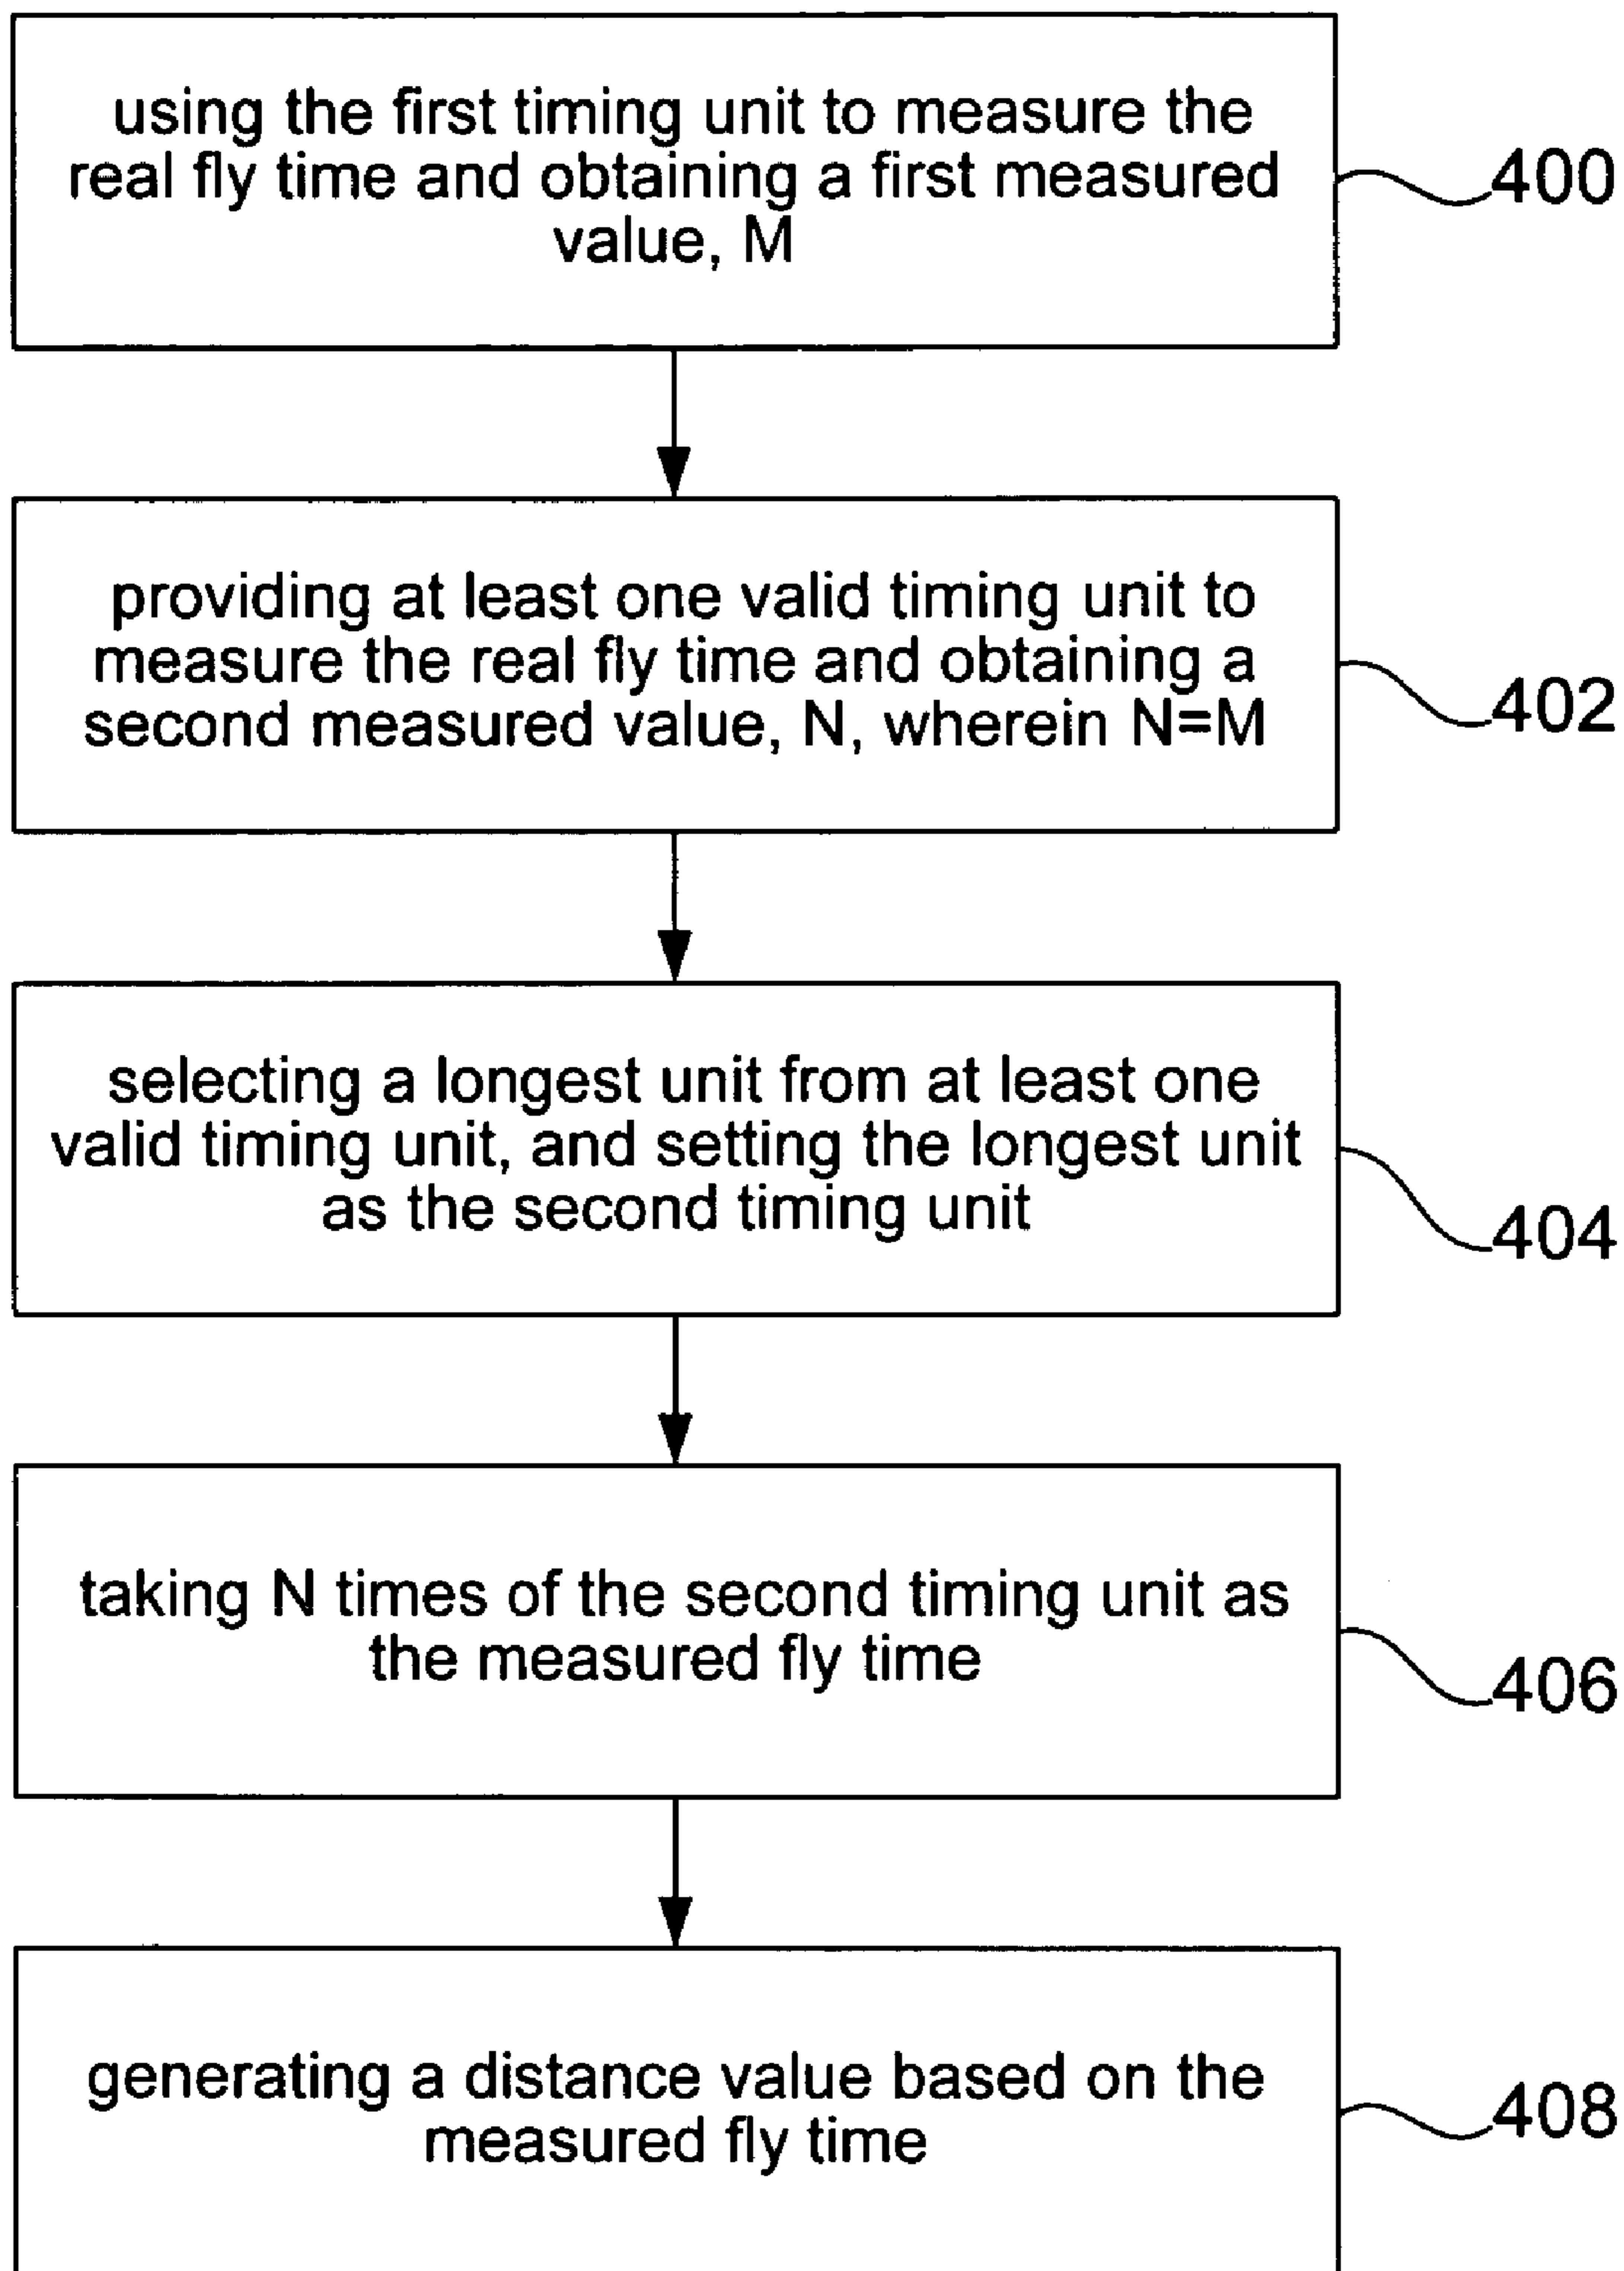 using the first timing unit to measure the
real fly time and obtaining a first measured
value, M
400
providing at least one valid timing unit to
measure the real fly time and obtaining a
second measured value, N, wherein N=M
402
selecting a longest unit from at least one
valid timing unit, and setting the longest unit
as the second timing unit
404
taking N times of the second timing unit as
the measured fly time
406
generating a distance value based on the
measured fly time
408